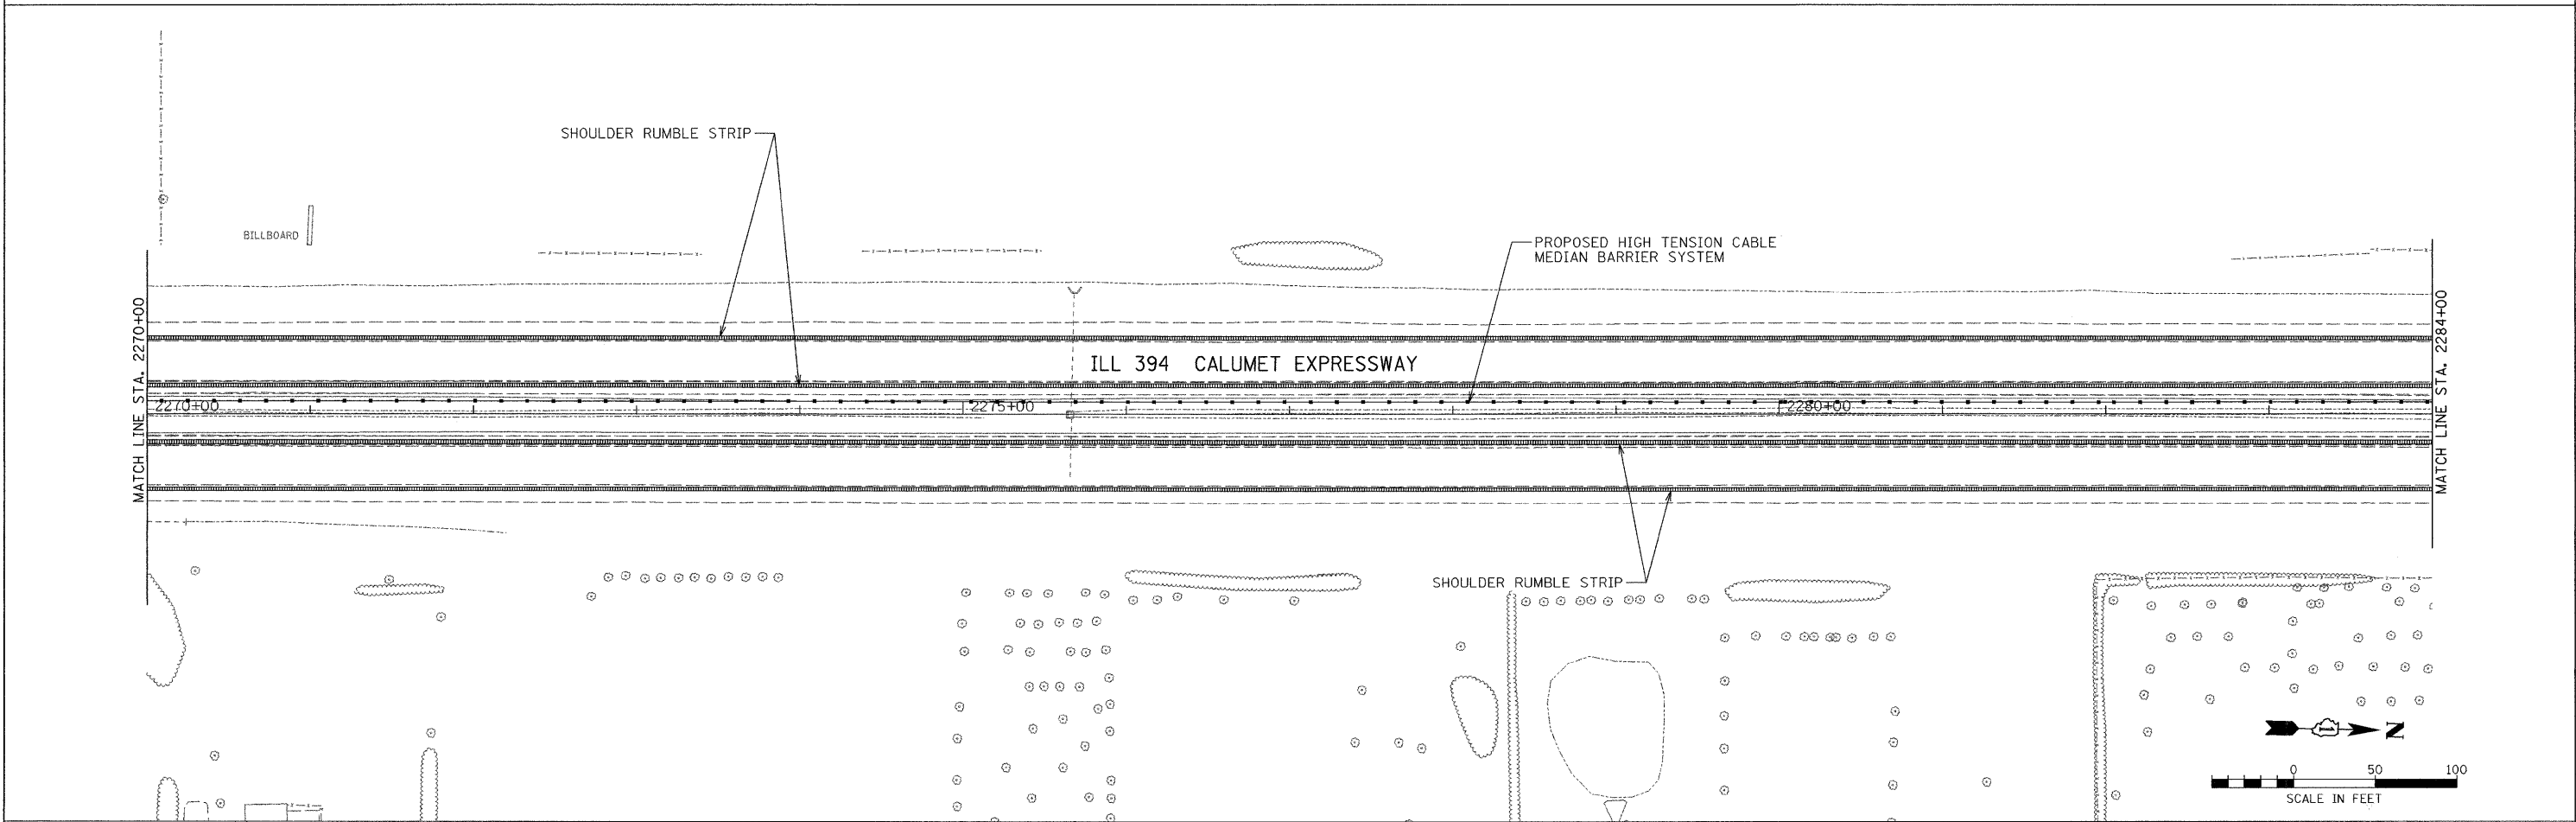 SHOULDER RUMBLE STRIP
BILLBOARD
PROPOSED HIGH TENSION CABLE
MEDIAN BARRIER SYSTEM
MATCH LINE STA. 2270+00
MATCH LINE STA. 2284+00
ILL 394 CALUMET EXPRESSWAY
2270+00
2275+00
2280+00
SHOULDER RUMBLE STRIP
N
0 50 100
SCALE IN FEET